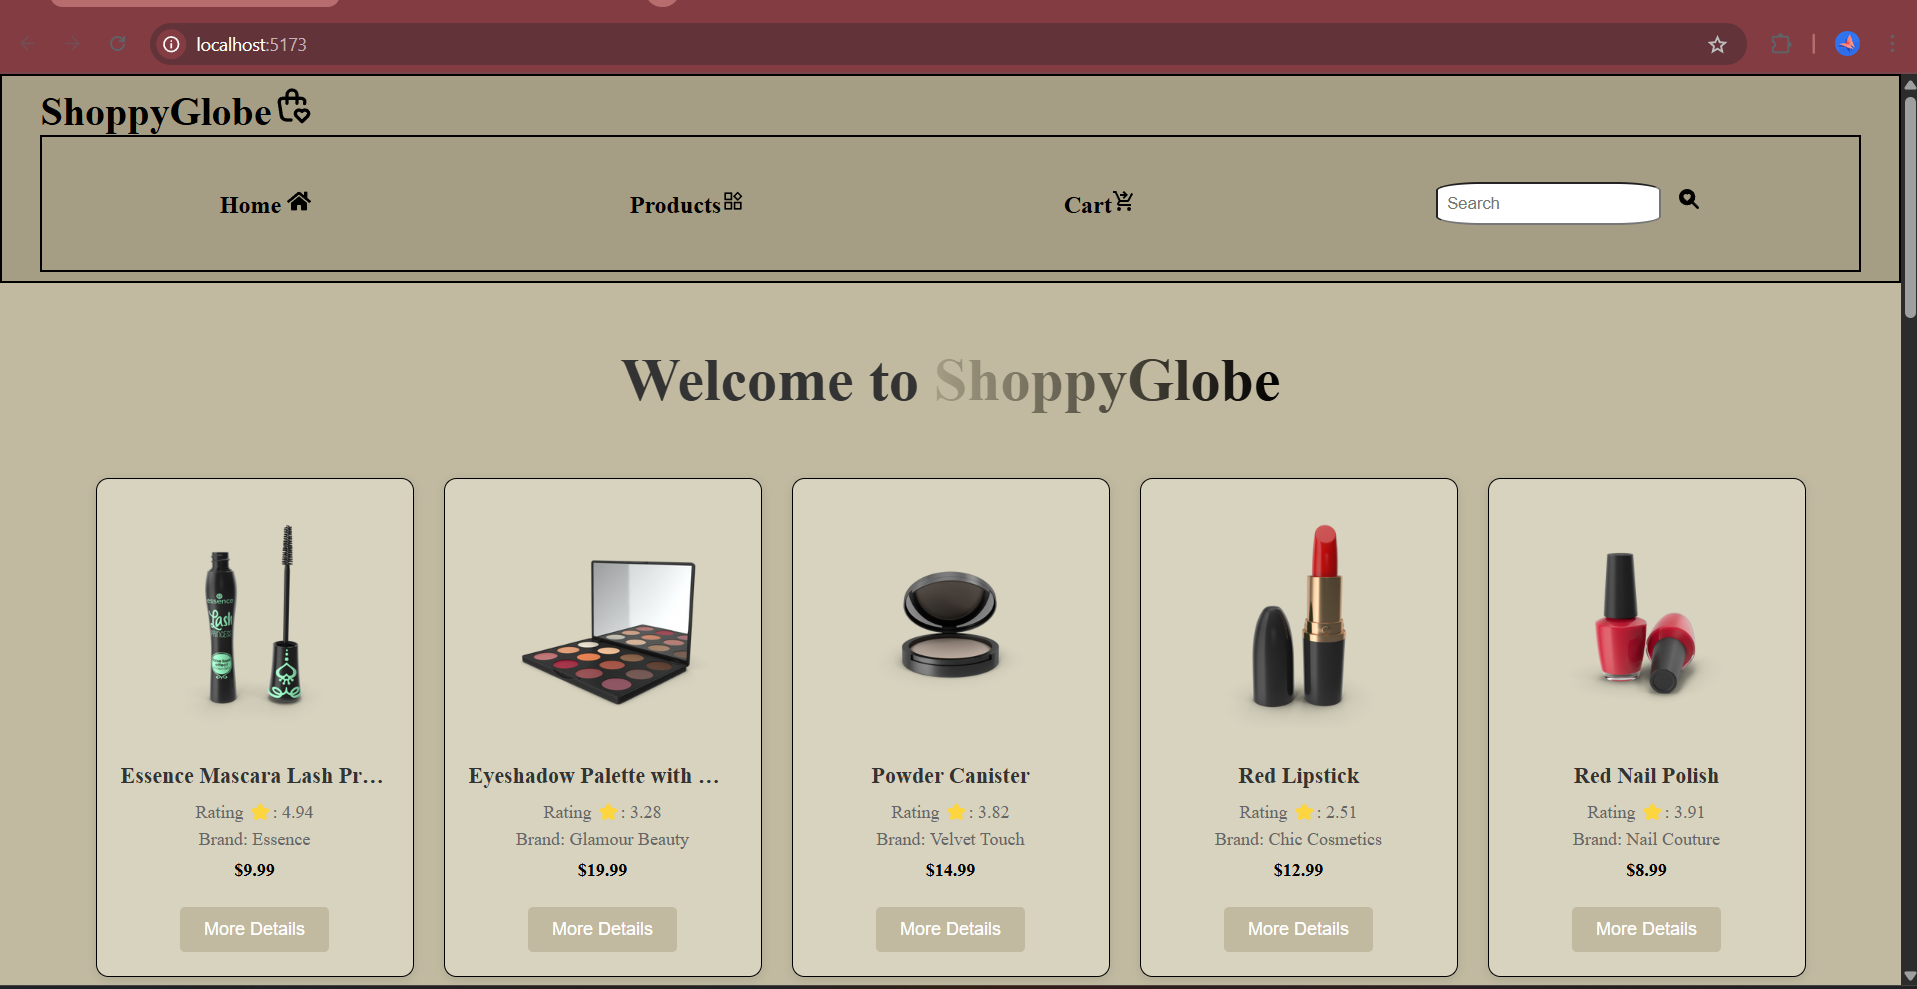 localhost:5173
ShoppyGlobe
Home Products Cart Search
Welcome to ShoppyGlobe
essence
Lash
PRINCESS
Essence Mascara Lash Pr... Eyeshadow Palette with ... Powder Canister Red Lipstick Red Nail Polish
Rating ⭐ : 4.94 Rating ⭐ : 3.28 Rating ⭐ : 3.82 Rating ⭐ : 2.51 Rating ⭐ : 3.91
Brand: Essence Brand: Glamour Beauty Brand: Velvet Touch Brand: Chic Cosmetics Brand: Nail Couture
$9.99 $19.99 $14.99 $12.99 $8.99
More Details More Details More Details More Details More Details